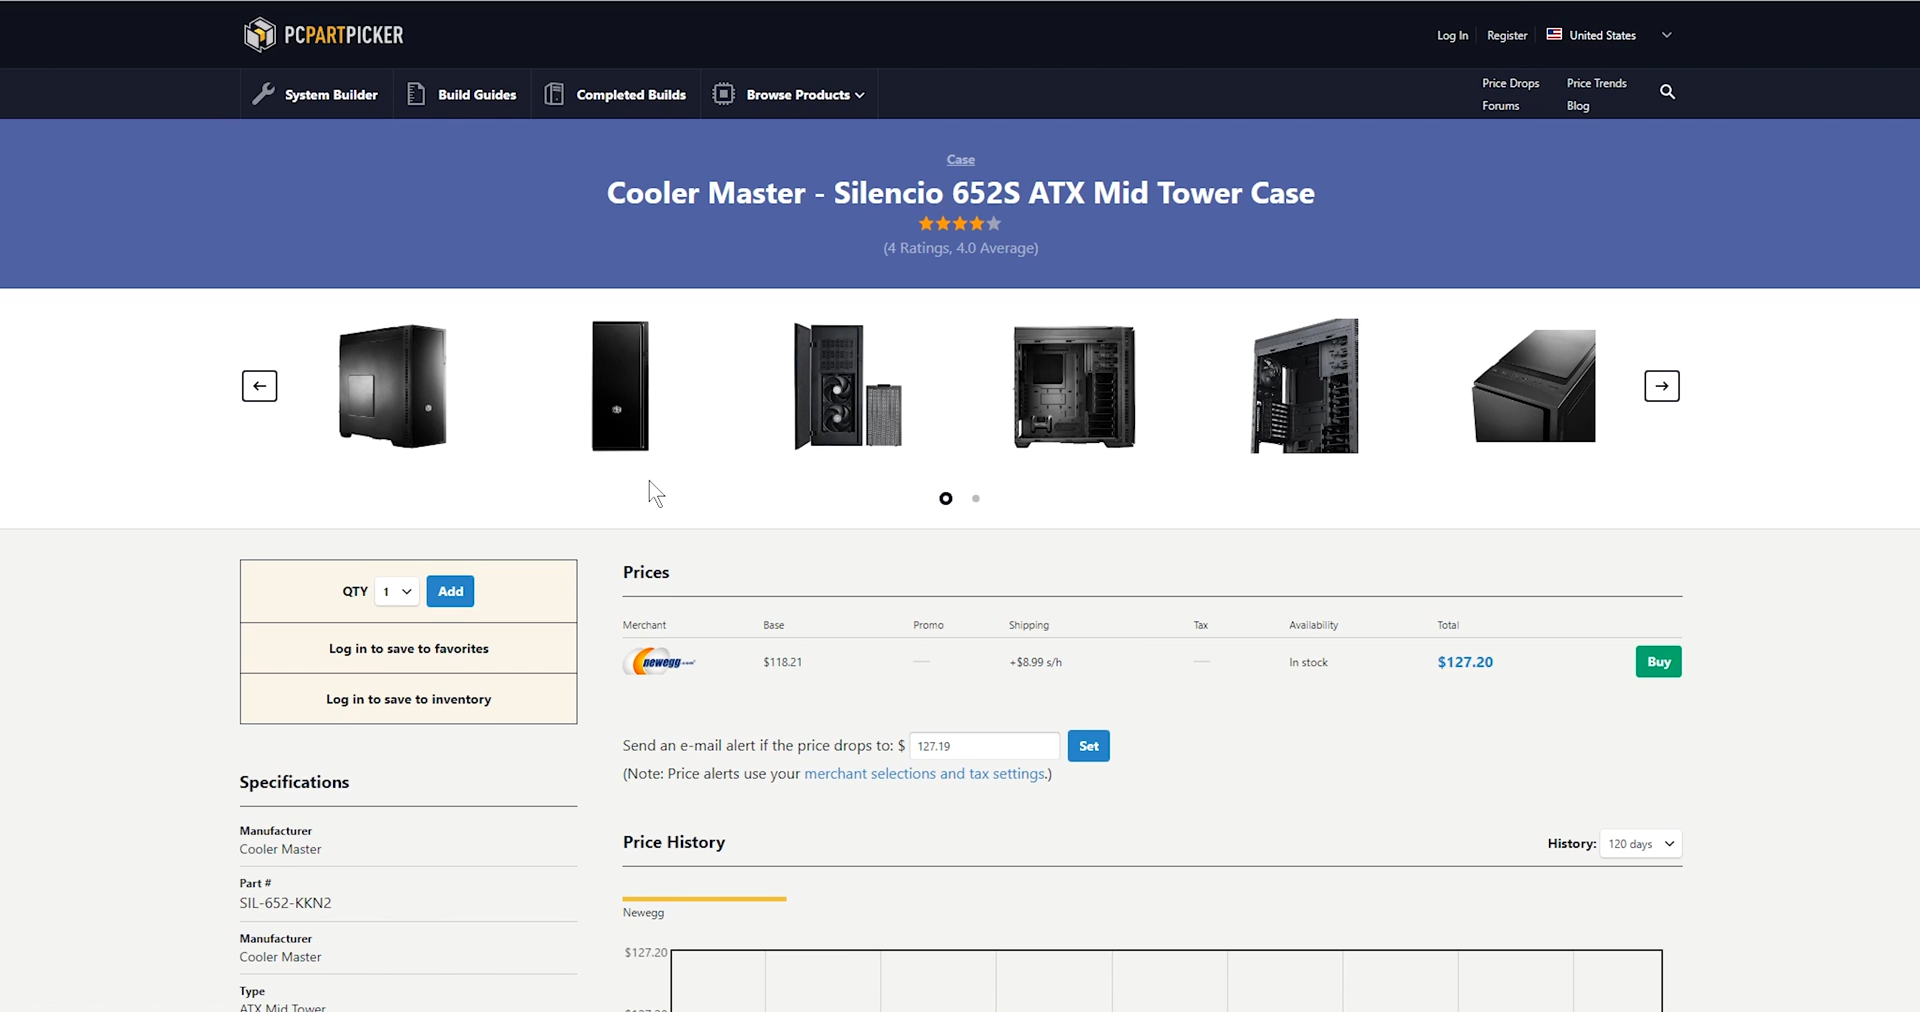 PCPARTPICKER
Log In
Register
United States
System Builder
Build Guides
Completed Builds
Browse Products
Price Drops
Price Trends
Forums
Blog
Case
Cooler Master - Silencio 652S ATX Mid Tower Case
(4 Ratings, 4.0 Average)
QTY 1 Add
Log in to save to favorites
Log in to save to inventory
Specifications
Manufacturer
Cooler Master
Part #
SIL-652-KKN2
Manufacturer
Cooler Master
Type
ATX Mid Tower
Prices
Merchant Base Promo Shipping Tax Availability Total
newegg.com $118.21 — +$8.99 s/h — In stock $127.20 Buy
Send an e-mail alert if the price drops to: $ 127.19 Set
(Note: Price alerts use your merchant selections and tax settings.)
Price History
History: 120 days
Newegg
$127.20